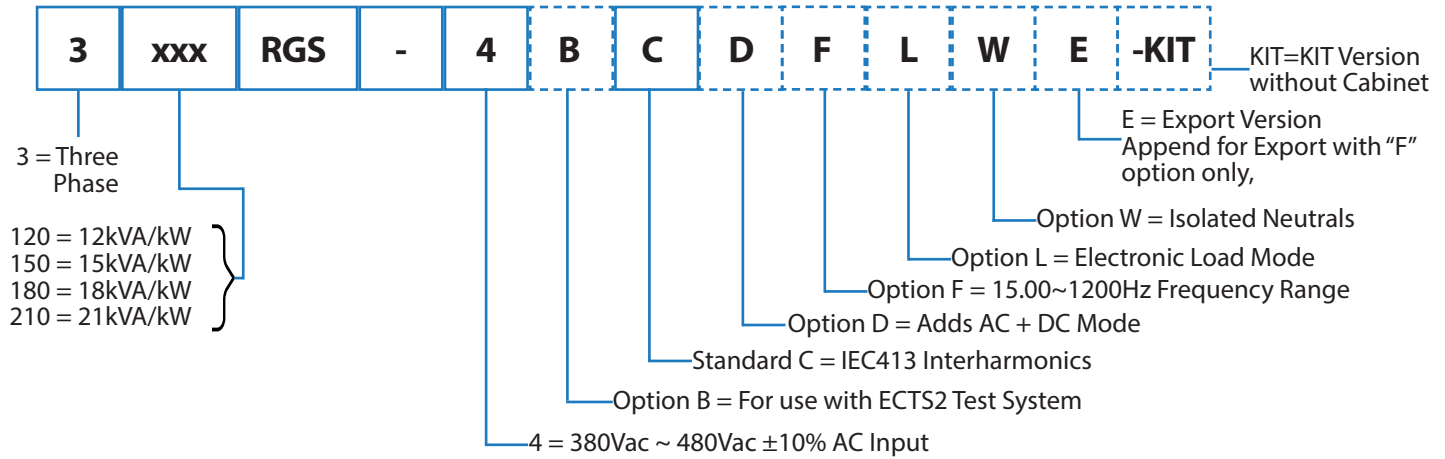 3 xxx RGS - 4 B C D F L W E -KIT
KIT=KIT Version
without Cabinet
E = Export Version
Append for Export with “F”
option only,
3 = Three
Phase
Option W = Isolated Neutrals
120 = 12kVA/kW
150 = 15kVA/kW
180 = 18kVA/kW
210 = 21kVA/kW
Option L = Electronic Load Mode
Option F = 15.00~1200Hz Frequency Range
Option D = Adds AC + DC Mode
Standard C = IEC413 Interharmonics
Option B = For use with ECTS2 Test System
4 = 380Vac ~ 480Vac ±10% AC Input